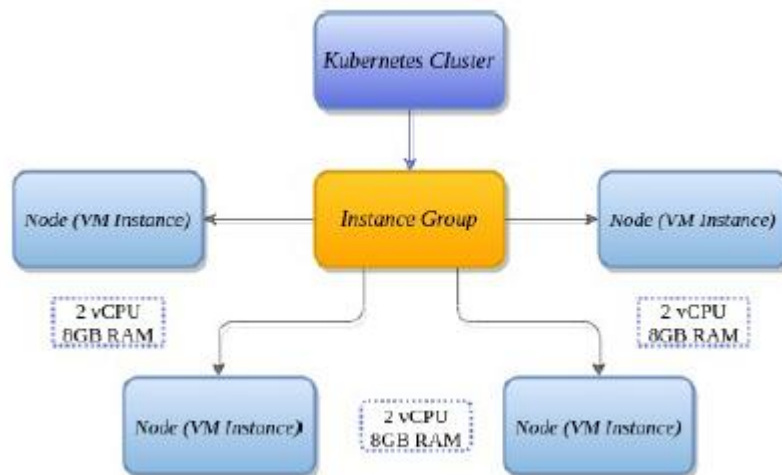 Kubernetes Cluster
Node (VM Instance)
Instance Group
Node (VM Instance)
2 vCPU
8GB RAM
2 vCPU
8GB RAM
Node (VM Instance)
2 vCPU
8GB RAM
Node (VM Instance)